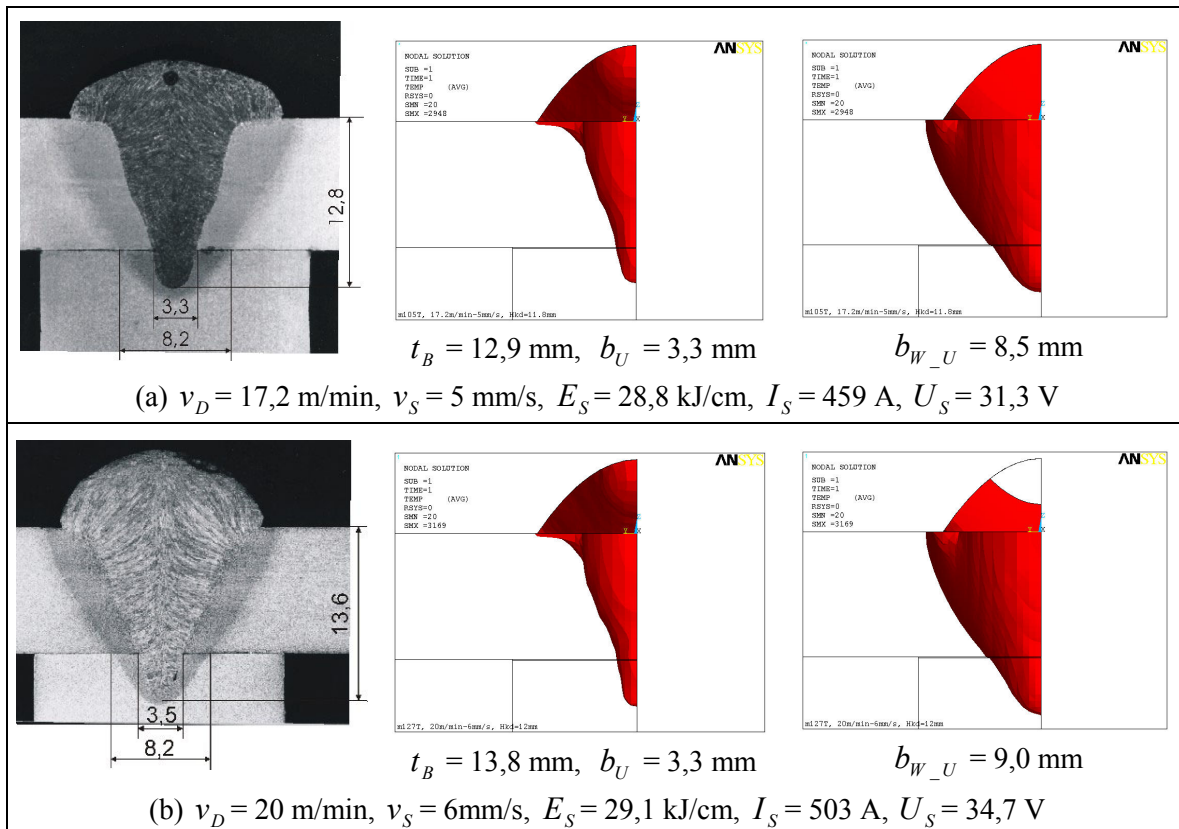 12,8
3,3
8,2
ANSYS
NODAL SOLUTION
SUB =1
TIME=1
TEMP (AVG)
RSYS=0
SMN =20
SMX =2948
Z
Y X
m105T, 17.2m/min-5mm/s, Hkd=11.8mm
ANSYS
NODAL SOLUTION
SUB =1
TIME=1
TEMP (AVG)
RSYS=0
SMN =20
SMX =2948
Z
Y X
m105T, 17.2m/min-5mm/s, Hkd=11.8mm
t_B = 12,9 mm, b_U = 3,3 mm
b_{W_U} = 8,5 mm
(a) v_D = 17,2 m/min, v_S = 5 mm/s, E_S = 28,8 kJ/cm, I_S = 459 A, U_S = 31,3 V
13,6
3,5
8,2
ANSYS
NODAL SOLUTION
SUB =1
TIME=1
TEMP (AVG)
RSYS=0
SMN =20
SMX =3169
Z
Y X
m127T, 20m/min-6mm/s, Hkd=12mm
ANSYS
NODAL SOLUTION
SUB =1
TIME=1
TEMP (AVG)
RSYS=0
SMN =20
SMX =3169
Z
Y X
m127T, 20m/min-6mm/s, Hkd=12mm
t_B = 13,8 mm, b_U = 3,3 mm
b_{W_U} = 9,0 mm
(b) v_D = 20 m/min, v_S = 6mm/s, E_S = 29,1 kJ/cm, I_S = 503 A, U_S = 34,7 V